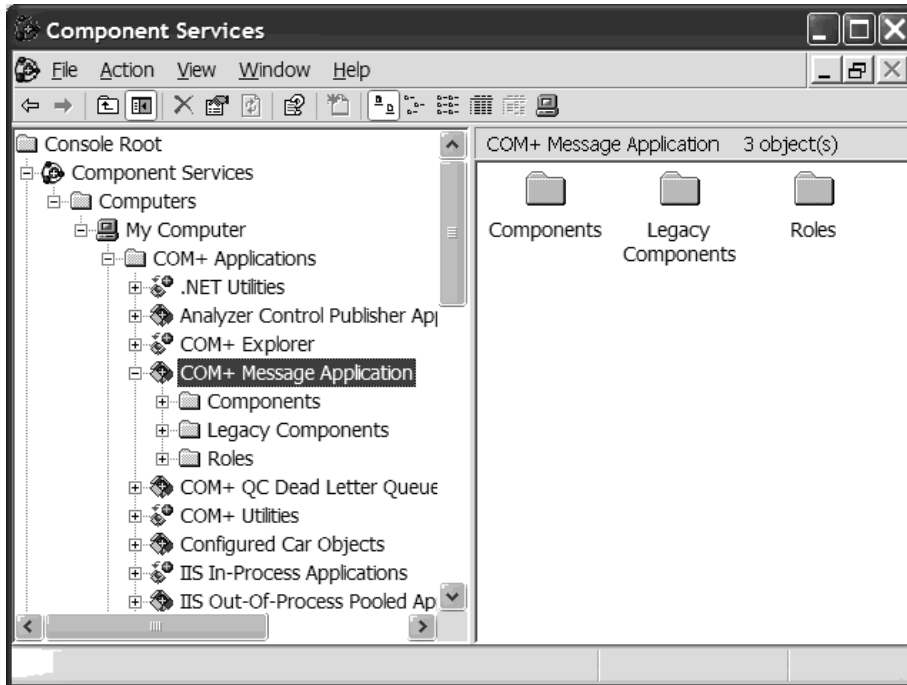 Component Services
File Action View Window Help
Console Root
Component Services
Computers
My Computer
COM+ Applications
.NET Utilities
Analyzer Control Publisher App
COM+ Explorer
COM+ Message Application
Components
Legacy Components
Roles
COM+ QC Dead Letter Queue
COM+ Utilities
Configured Car Objects
IIS In-Process Applications
IIS Out-Of-Process Pooled Ap
COM+ Message Application 3 object(s)
Components
Legacy
Components
Roles